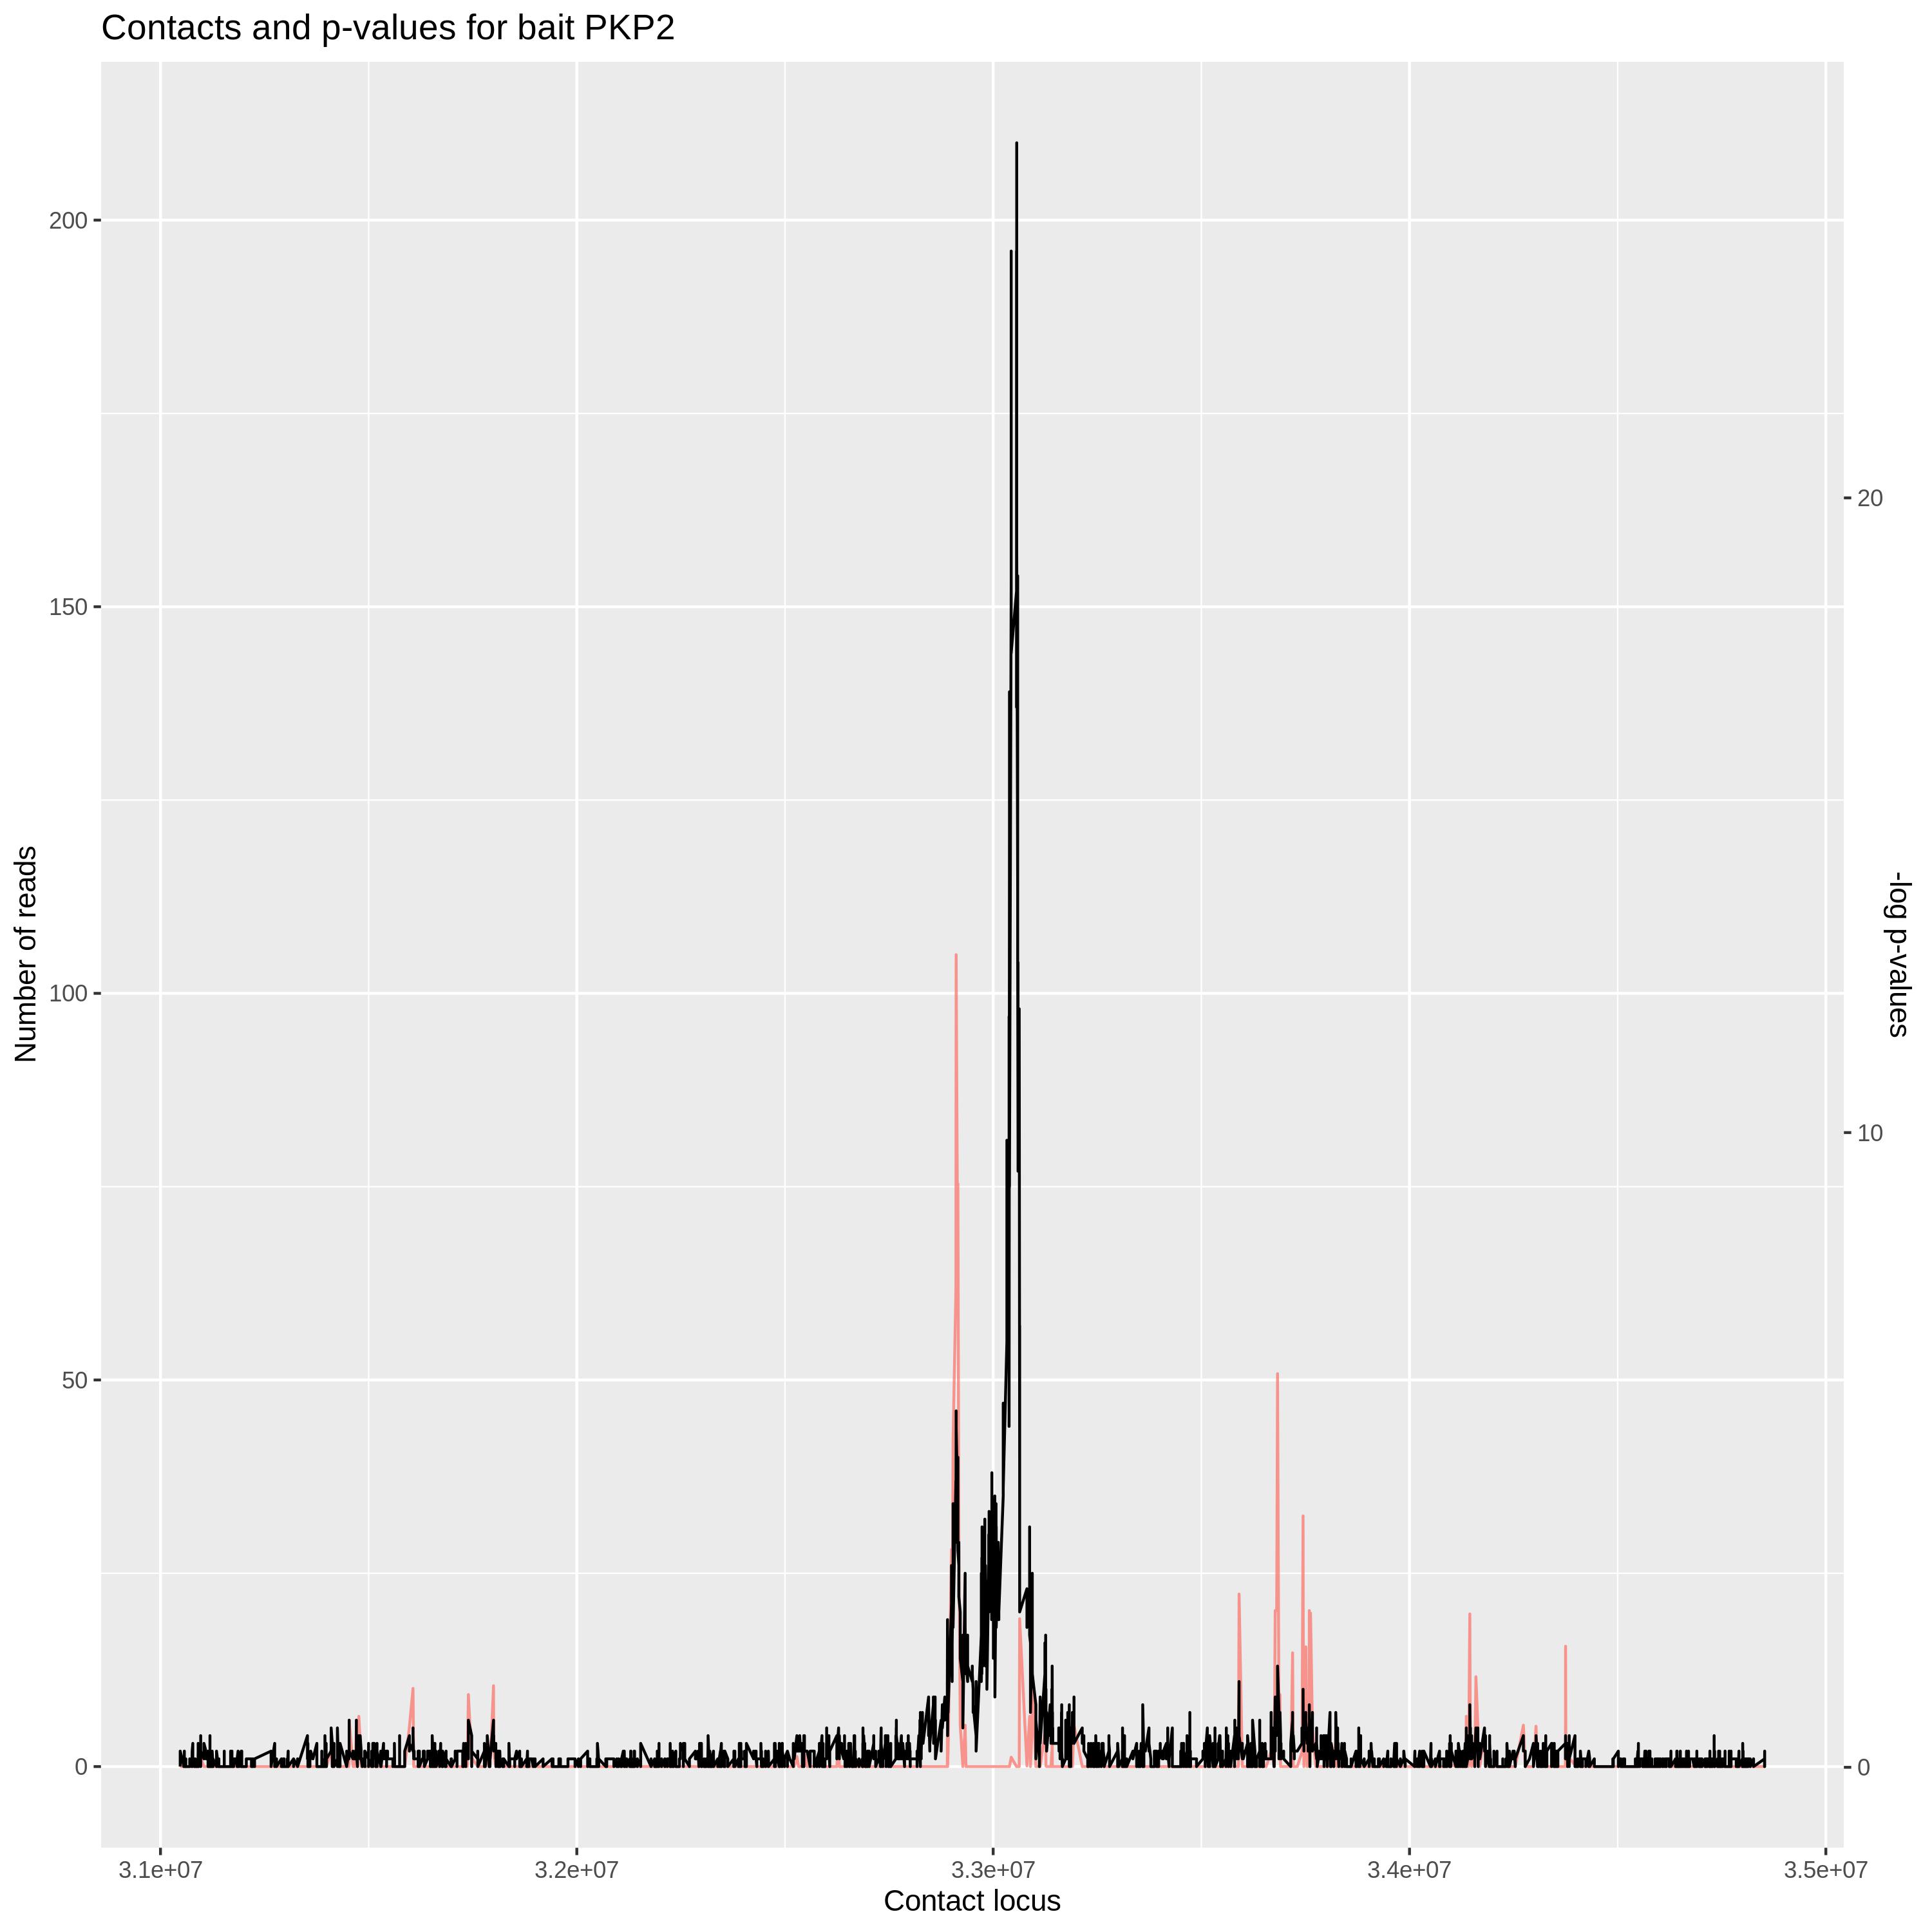 Contacts and p-values for bait PKP2
Number of reads
200
150
100
50
0
20
10
0
-log p-values
3.1e+07 3.2e+07 3.3e+07 3.4e+07 3.5e+07
Contact locus